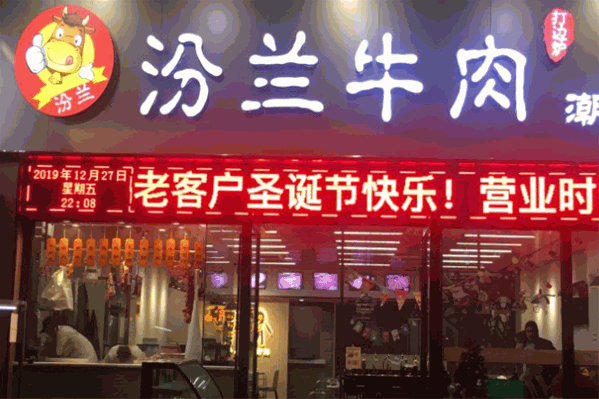 汾兰
汾兰牛肉
打边炉
潮
2019年12月27日
星期五
22:08
老客户圣诞节快乐！营业时